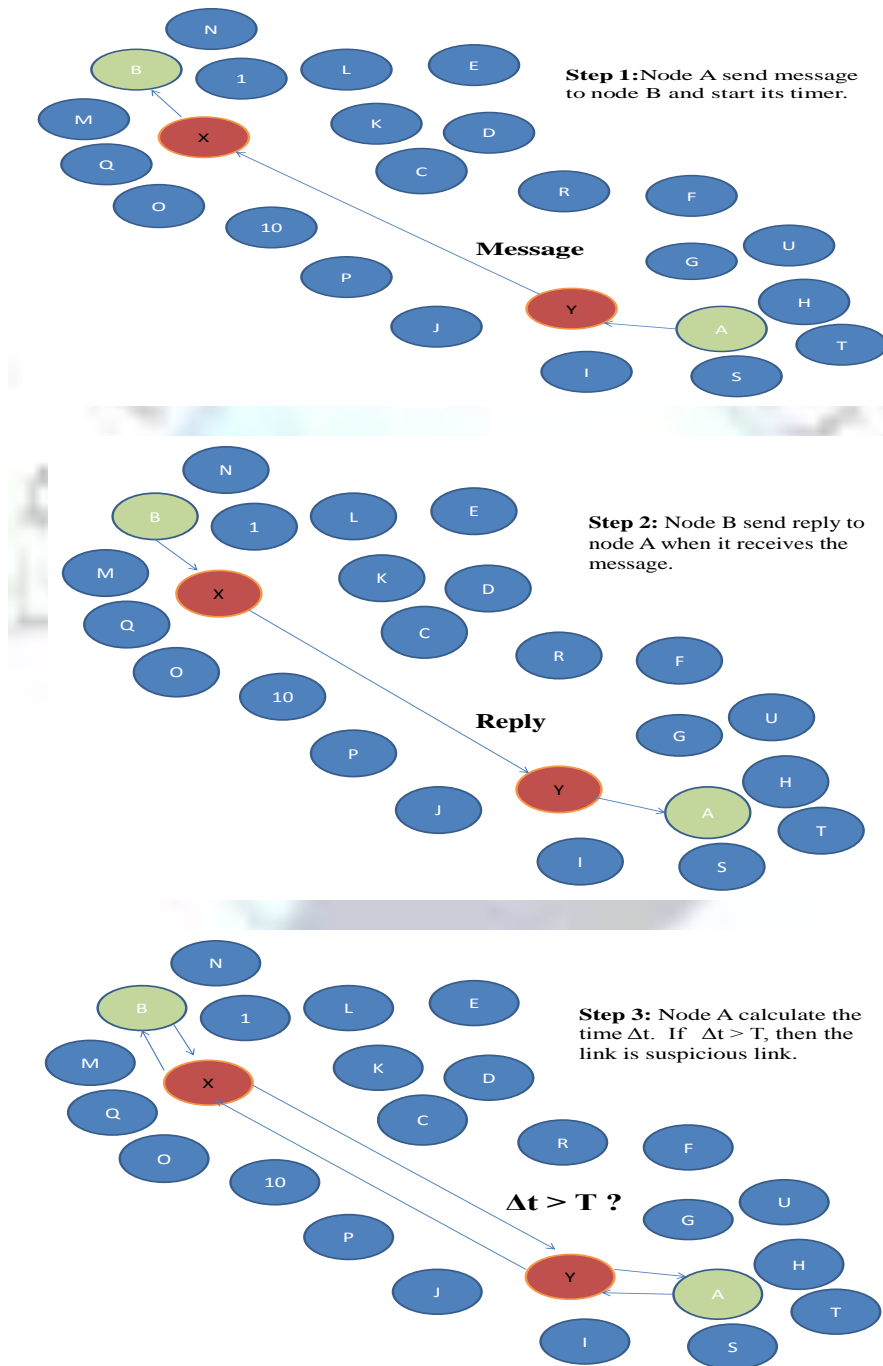 N
B
1
L
E
Step 1:Node A send message
to node B and start its timer.
M
X
K
D
Q
C
O
R
F
10
Message
G
U
P
Y
H
J
A
T
I
S
N
B
1
L
E
Step 2: Node B send reply to
node A when it receives the
message.
M
X
K
D
Q
C
O
R
F
10
Reply
G
U
P
Y
H
J
A
T
I
S
N
B
1
L
E
Step 3: Node A calculate the
time Δt. If Δt > T, then the
link is suspicious link.
M
X
K
D
Q
C
O
R
F
10
Δt > T ?
G
U
P
Y
H
J
A
T
I
S